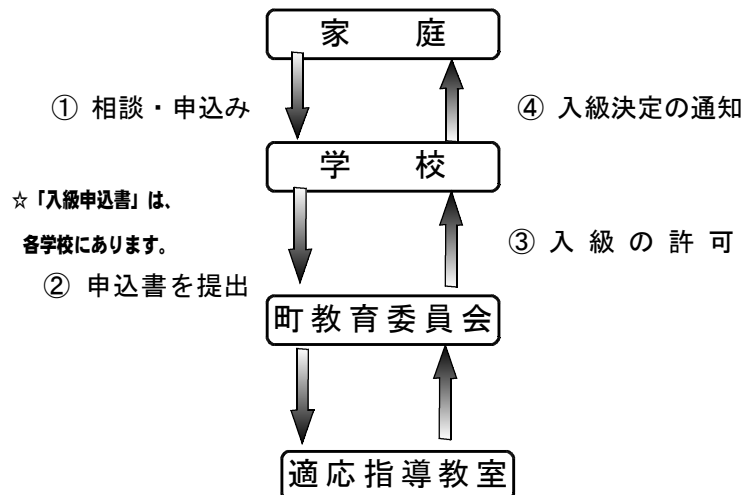 家　庭
① 相談・申込み
④ 入級決定の通知
学　校
☆「入級申込書」は、
各学校にあります。
③ 入 級 の 許 可
② 申込書を提出
町教育委員会
適応指導教室